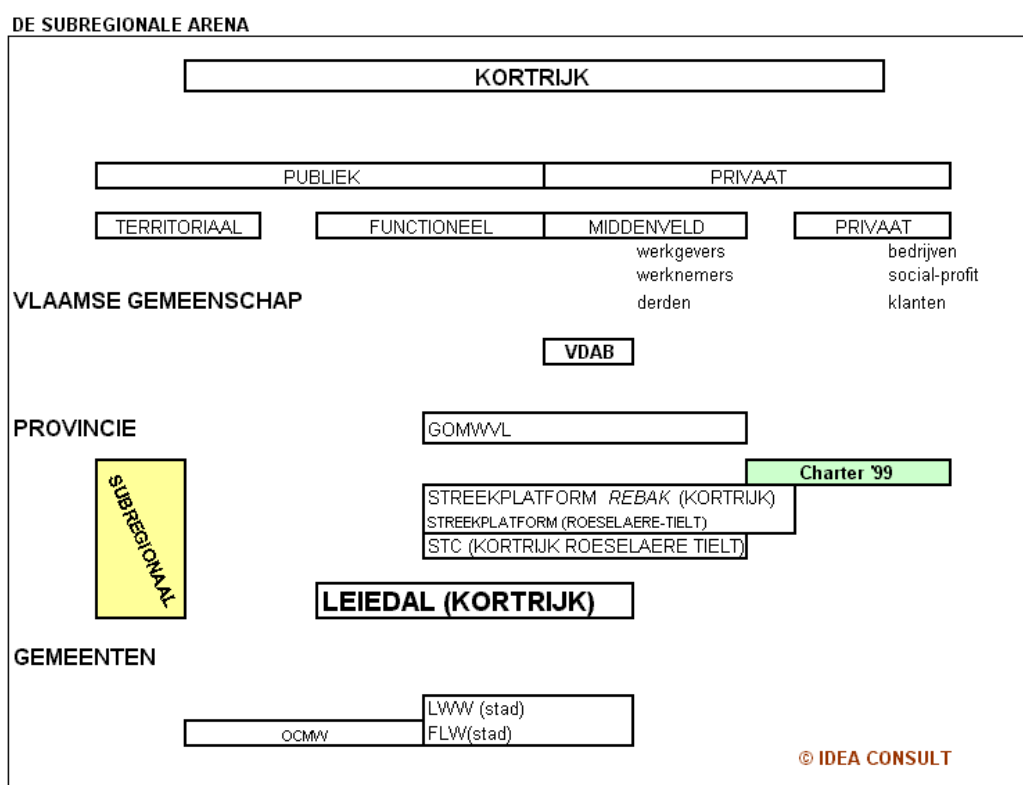 DE SUBREGIONALE ARENA
KORTRIJK
PUBLIEK
PRIVAAT
TERRITORIAAL
FUNCTIONEEL
MIDDENVELD
PRIVAAT
werkgevers
bedrijven
werknemers
social-profit
VLAAMSE GEMEENSCHAP
derden
klanten
VDAB
PROVINCIE
GOMWVL
Charter '99
SUBREGIONAAL
STREEKPLATFORM REBAK (KORTRIJK)
STREEKPLATFORM (ROESELAERE-TIELT)
STC (KORTRIJK ROESELAERE TIELT)
LEIEDAL (KORTRIJK)
GEMEENTEN
LWW (stad)
OCMW
FLW(stad)
© IDEA CONSULT